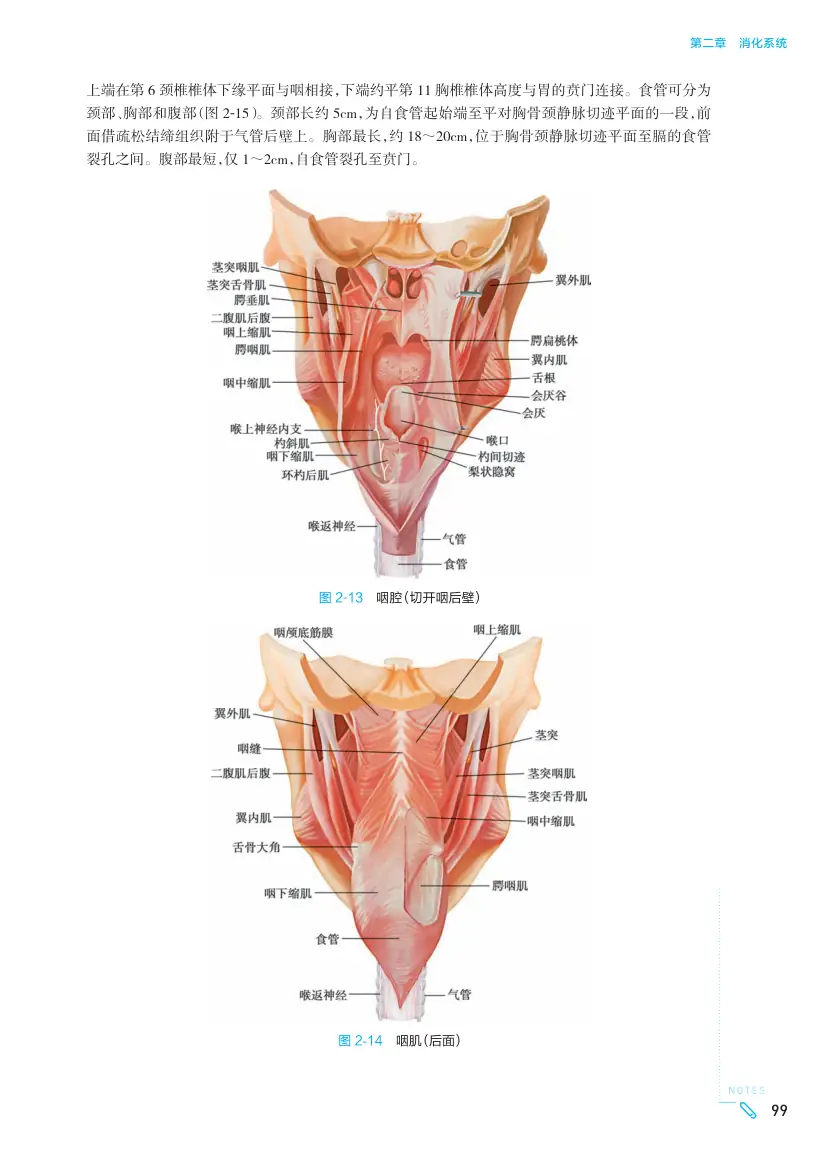 第二章 消化系统
上端在第 6 颈椎椎体下缘平面与咽相接,下端约平第 11 胸椎椎体高度与胃的贲门连接。食管可分为
颈部、胸部和腹部(图 2-15)。颈部长约 5cm,为自食管起始端至平对胸骨颈静脉切迹平面的一段,前
面借疏松结缔组织附于气管后壁上。胸部最长,约 18～20cm,位于胸骨颈静脉切迹平面至膈的食管
裂孔之间。腹部最短,仅 1～2cm,自食管裂孔至贲门。
茎突咽肌
茎突舌骨肌
腭垂肌
二腹肌后腹
咽上缩肌
腭咽肌
咽中缩肌
喉上神经内支
杓斜肌
咽下缩肌
环杓后肌
喉返神经
翼外肌
腭扁桃体
翼内肌
舌根
会厌谷
会厌
喉口
杓间切迹
梨状隐窝
气管
食管
图 2-13 咽腔(切开咽后壁)
咽颅底筋膜
咽上缩肌
翼外肌
咽缝
二腹肌后腹
翼内肌
舌骨大角
咽下缩肌
食管
喉返神经
茎突
茎突咽肌
茎突舌骨肌
咽中缩肌
腭咽肌
气管
图 2-14 咽肌(后面)
NOTES
99